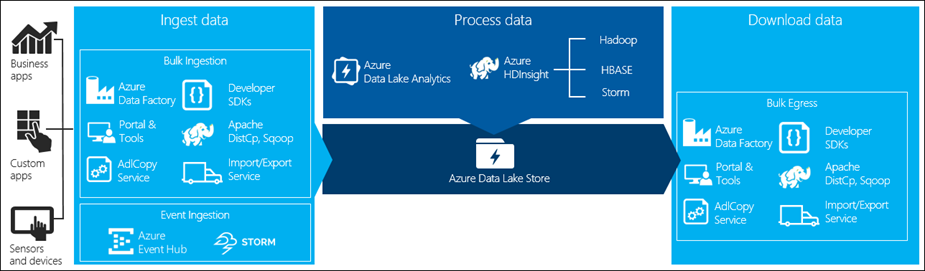 Business
apps
Custom
apps
Sensors
and devices
Ingest data
Bulk Ingestion
Azure
Data Factory
Developer
SDKs
Portal &
Tools
Apache
DistCp, Sqoop
AdlCopy
Service
Import/Export
Service
Event Ingestion
Azure
Event Hub
STORM
Process data
Azure
Data Lake Analytics
Azure
HDInsight
Hadoop
HBASE
Storm
Azure Data Lake Store
Download data
Bulk Egress
Azure
Data Factory
Developer
SDKs
Portal &
Tools
Apache
DistCp, Sqoop
AdlCopy
Service
Import/Export
Service